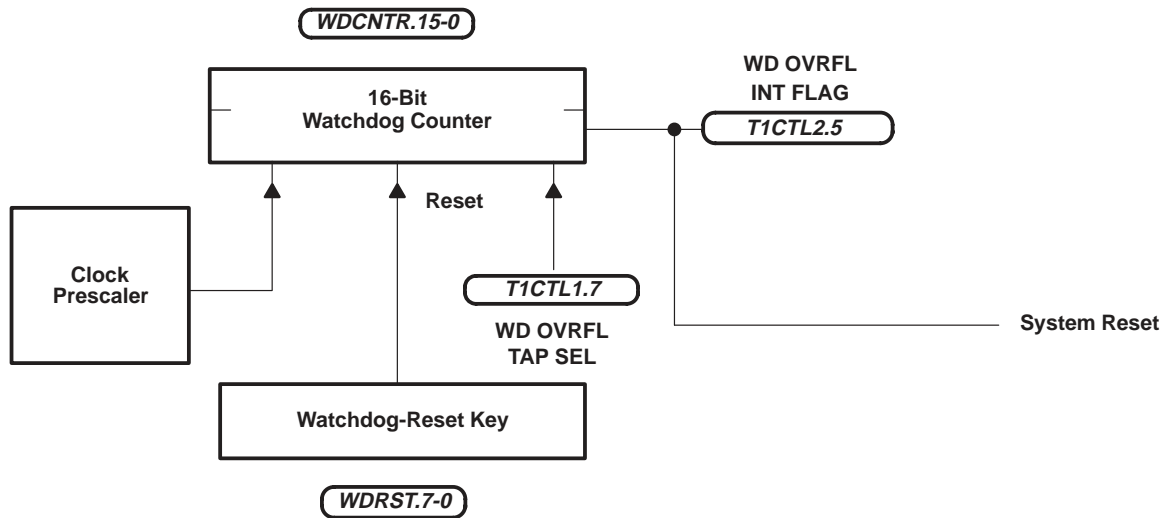 WDCNTR.15-0
16-Bit
Watchdog Counter
WD OVRFL
INT FLAG
T1CTL2.5
Reset
Clock
Prescaler
T1CTL1.7
WD OVRFL
TAP SEL
System Reset
Watchdog-Reset Key
WDRST.7-0